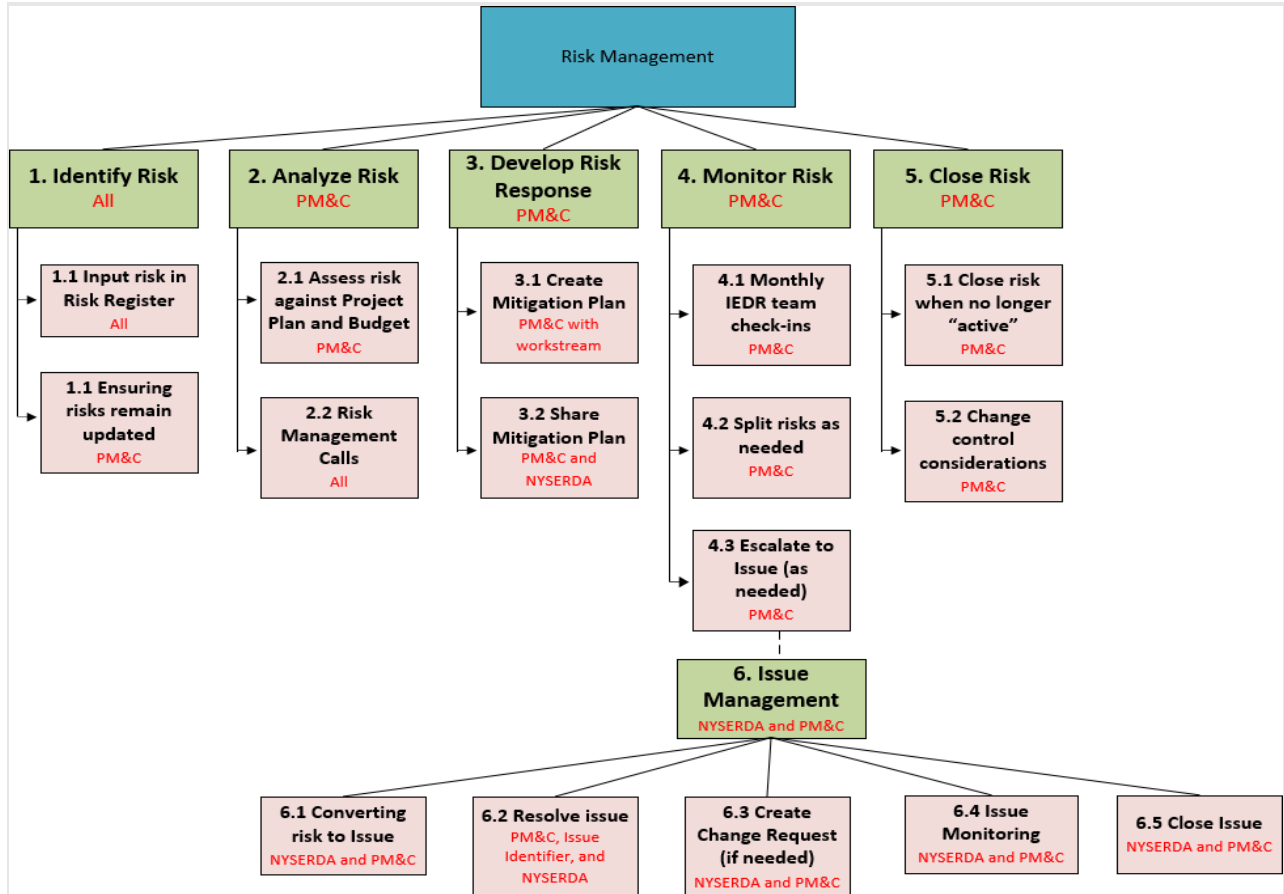 Risk Management
1. Identify Risk
All
2. Analyze Risk
PM&C
3. Develop Risk
Response
PM&C
4. Monitor Risk
PM&C
5. Close Risk
PM&C
1.1 Input risk in
Risk Register
All
2.1 Assess risk
against Project
Plan and Budget
PM&C
3.1 Create
Mitigation Plan
PM&C with
workstream
4.1 Monthly
IEDR team
check-ins
PM&C
5.1 Close risk
when no longer
“active”
PM&C
1.1 Ensuring
risks remain
updated
PM&C
2.2 Risk
Management
Calls
All
3.2 Share
Mitigation Plan
PM&C and
NYSERDA
4.2 Split risks as
needed
PM&C
5.2 Change
control
considerations
PM&C
4.3 Escalate to
Issue (as
needed)
PM&C
6. Issue
Management
NYSERDA and PM&C
6.1 Converting
risk to Issue
NYSERDA and PM&C
6.2 Resolve issue
PM&C, Issue
Identifier, and
NYSERDA
6.3 Create
Change Request
(if needed)
NYSERDA and PM&C
6.4 Issue
Monitoring
NYSERDA and PM&C
6.5 Close Issue
NYSERDA and PM&C